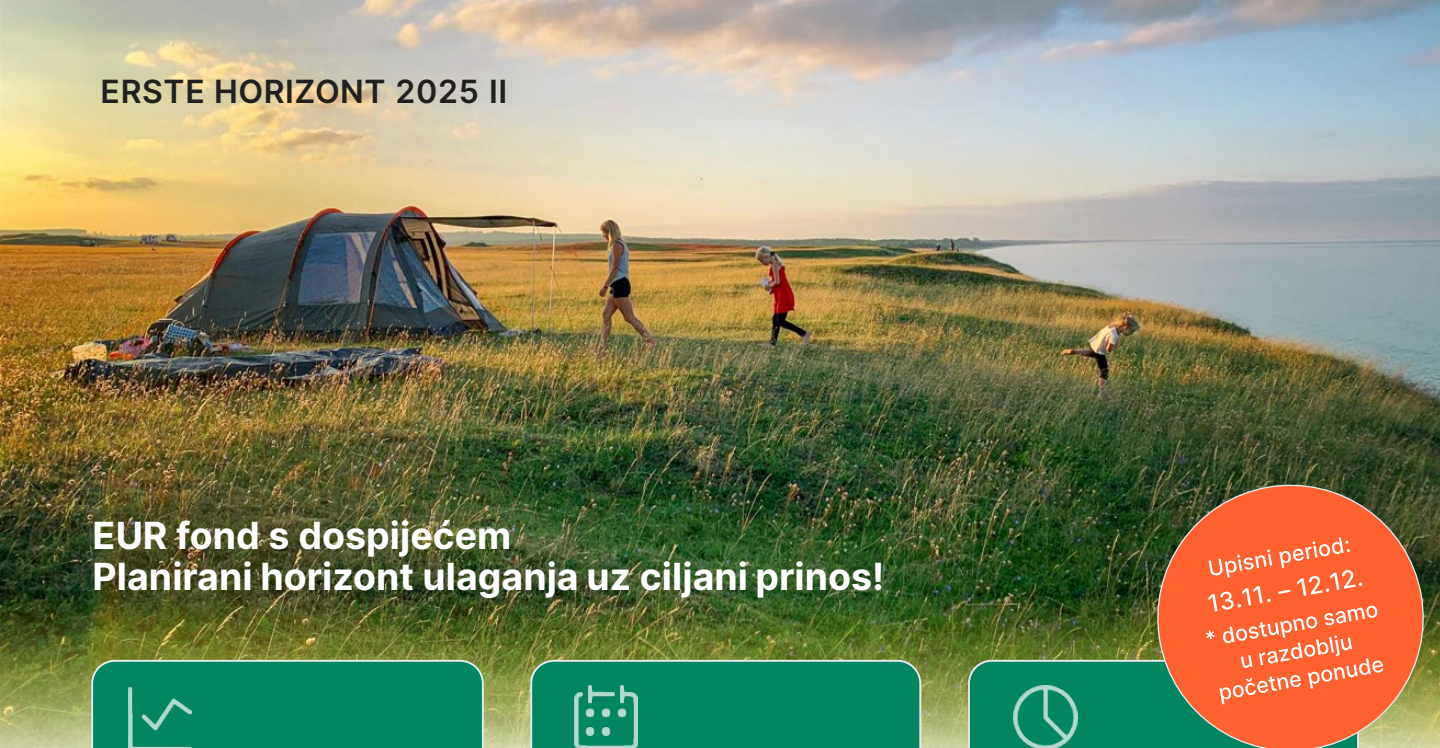 ERSTE HORIZONT 2025 II
EUR fond s dospijećem
Planirani horizont ulaganja uz ciljani prinos!
Upisni period:
13.11. – 12.12.
* dostupno samo
u razdoblju
početne ponude